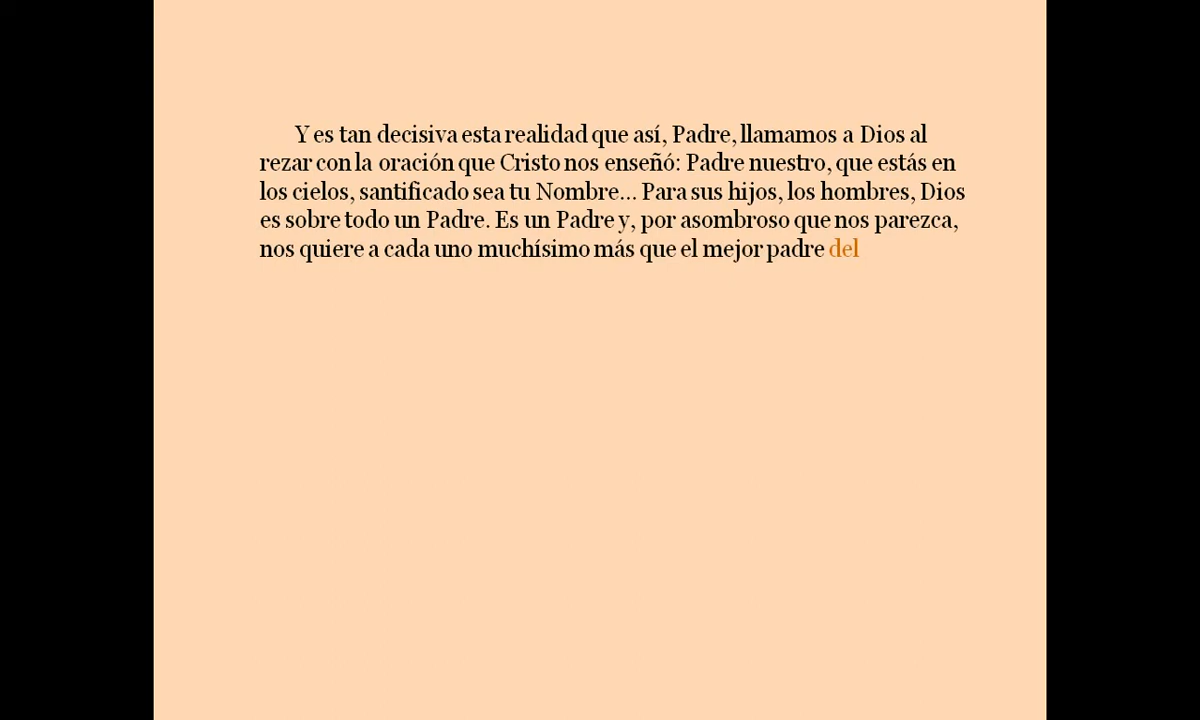 Y es tan decisiva esta realidad que así, Padre, llamamos a Dios al
rezar con la oración que Cristo nos enseñó: Padre nuestro, que estás en
los cielos, santificado sea tu Nombre... Para sus hijos, los hombres, Dios
es sobre todo un Padre. Es un Padre y, por asombroso que nos parezca,
nos quiere a cada uno muchísimo más que el mejor padre del